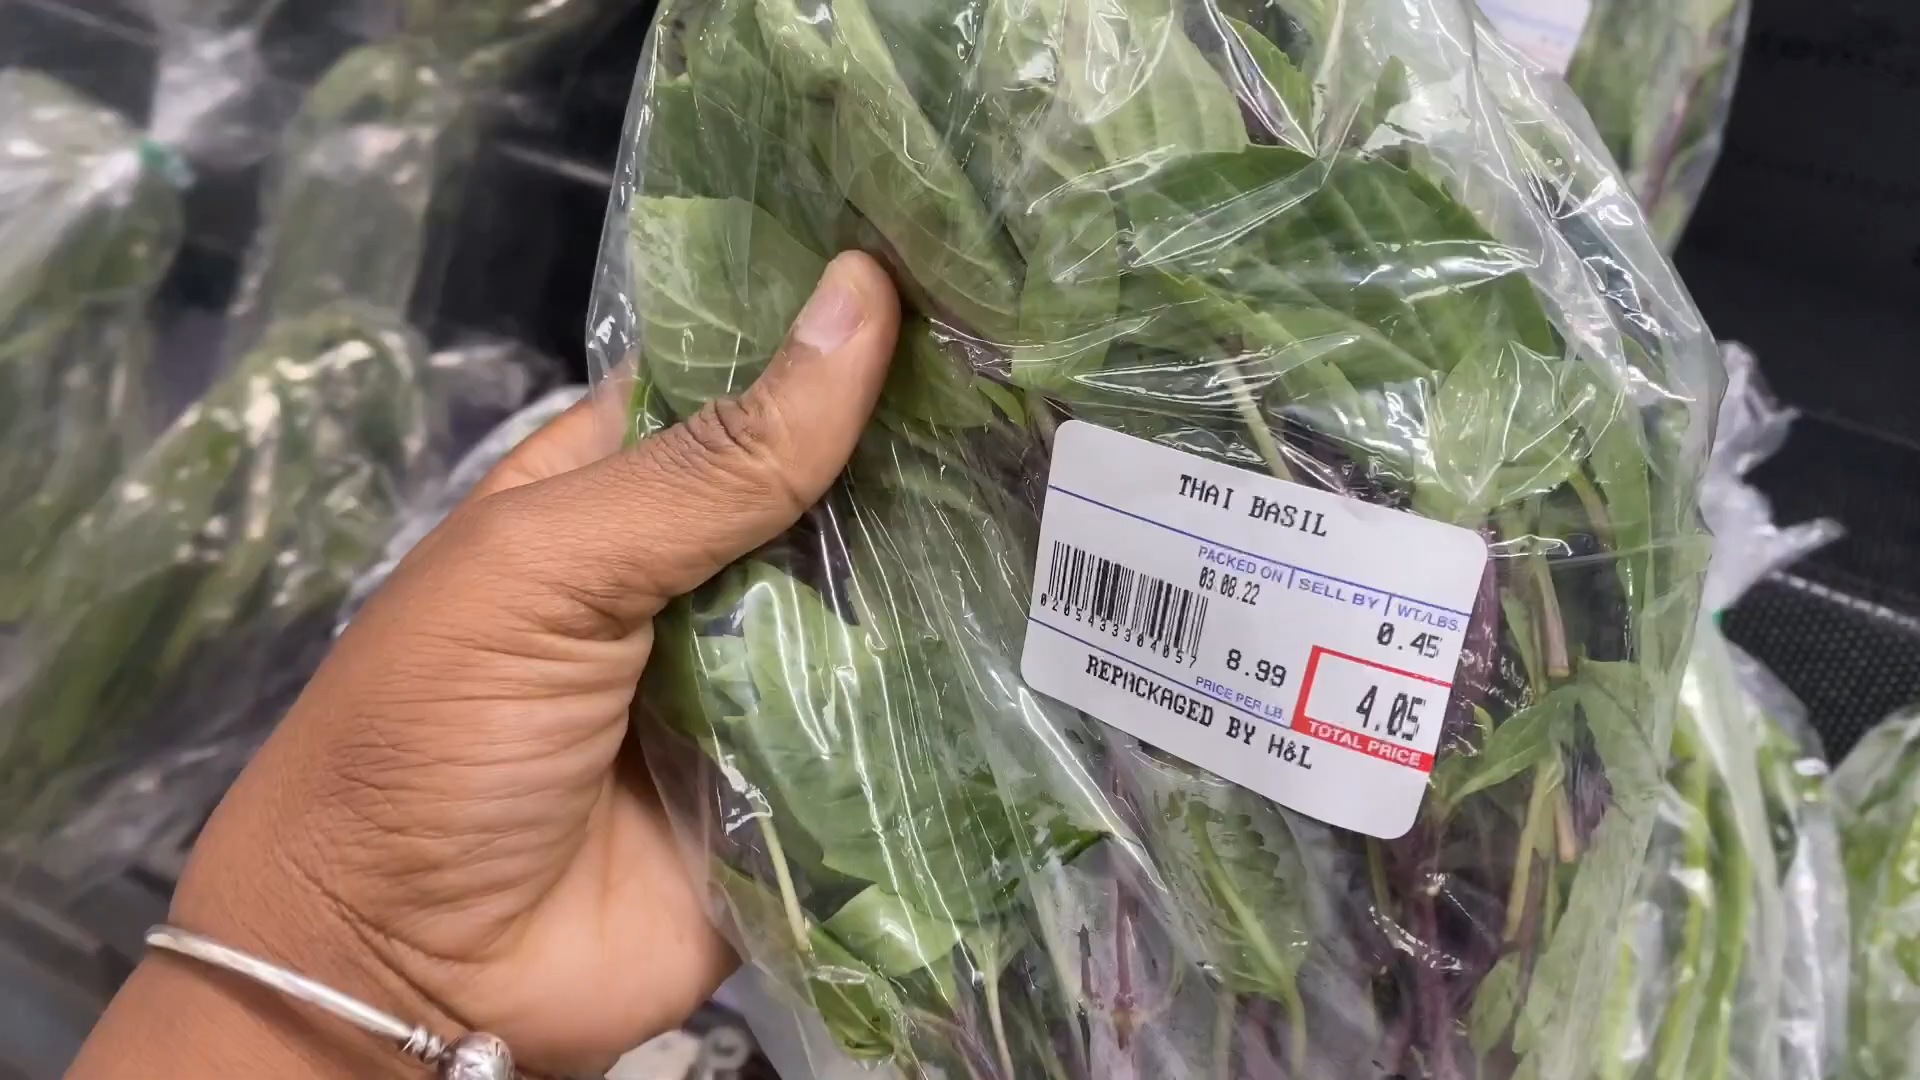 THAI BASIL
PACKED ON SELL BY WT/LBS.
03.08.22
0.45
0205433304057
8.99
4.05
PRICE PER LB.
TOTAL PRICE
REPACKAGED BY H&L